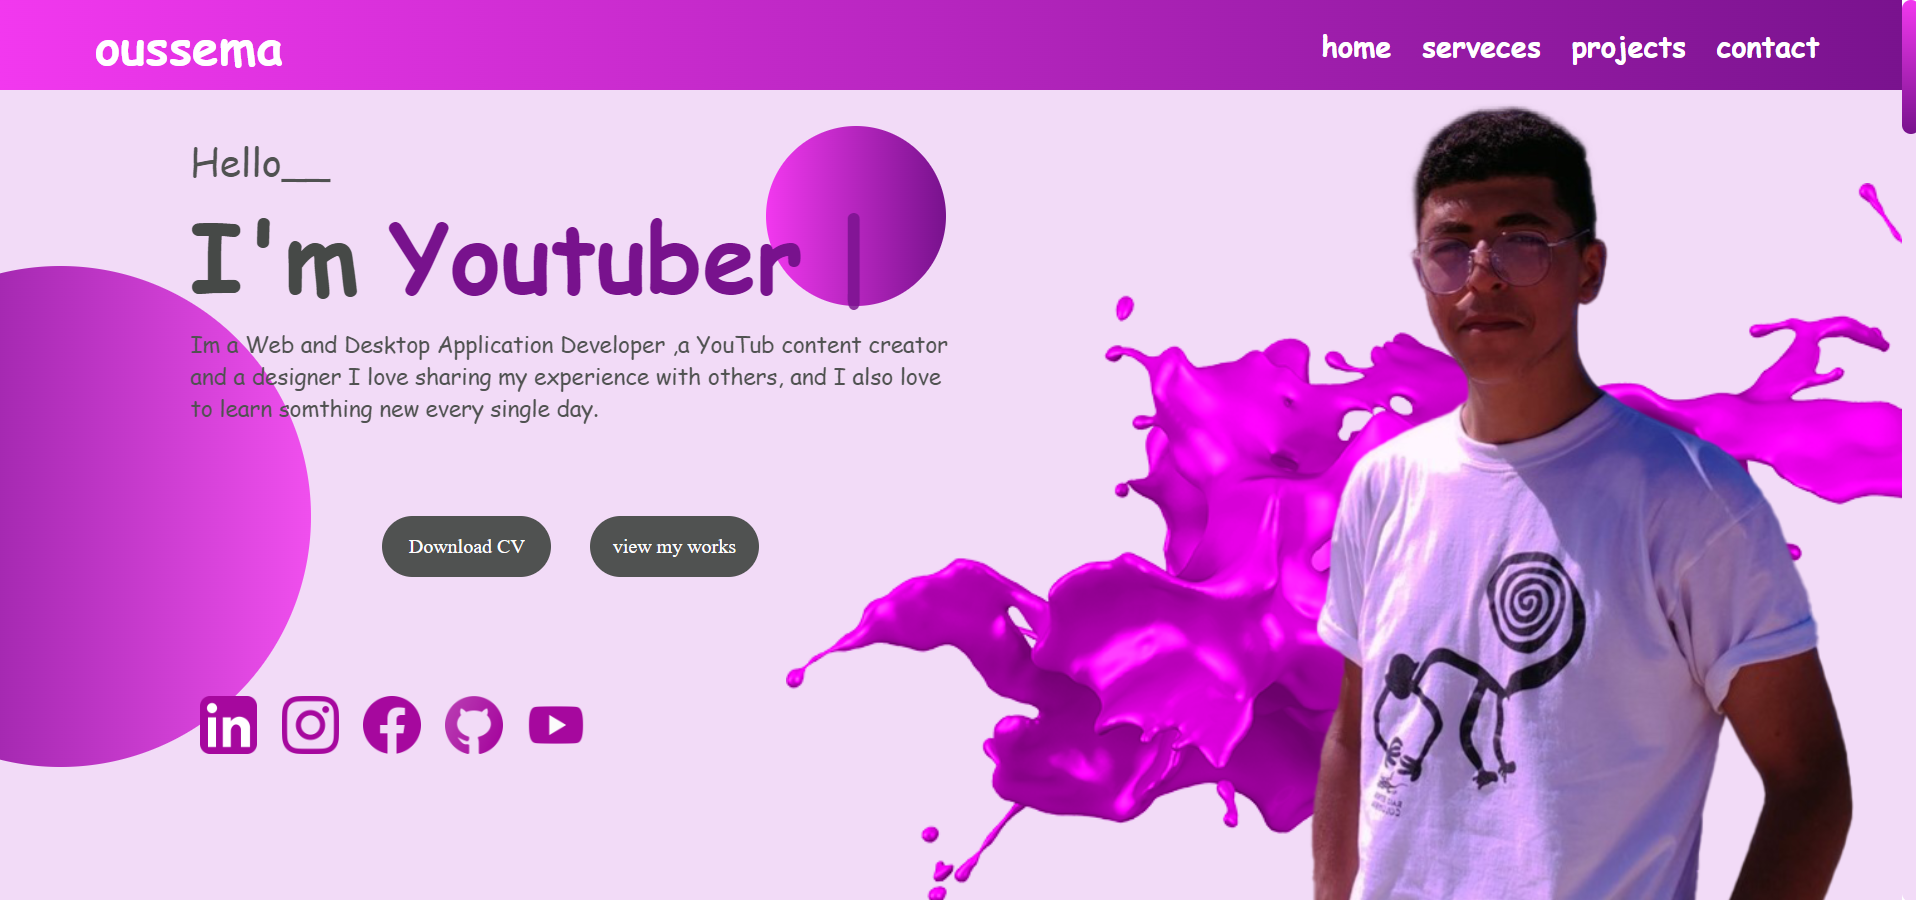 oussema
home serveces projects contact
Hello__
I'm Youtuber |
Im a Web and Desktop Application Developer ,a YouTub content creator
and a designer I love sharing my experience with others, and I also love
to learn somthing new every single day.
Download CV
view my works
in